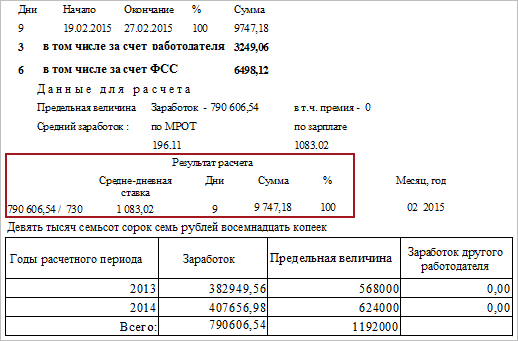 Дни Начало Окончание % Сумма
9 19.02.2015 27.02.2015 100 9747,18
3 в том числе за счет работодателя 3249,06
6 в том числе за счет ФСС 6498,12
Данные для расчета
Предельная величина Заработок - 790 606,54 в т.ч. премия - 0
Средний заработок : по МРОТ по зарплате
196.11 1083.02
Результат расчета
Средне-дневная ставка Дни Сумма % Месяц, год
790 606,54 / 730 1 083,02 9 9 747,18 100 02 2015
Девять тысяч семьсот сорок семь рублей восемнадцать копеек
Годы расчетного периода Заработок Предельная величина Заработок другого работодателя
2013 382949,56 568000 0,00
2014 407656,98 624000 0,00
Всего: 790606,54 1192000